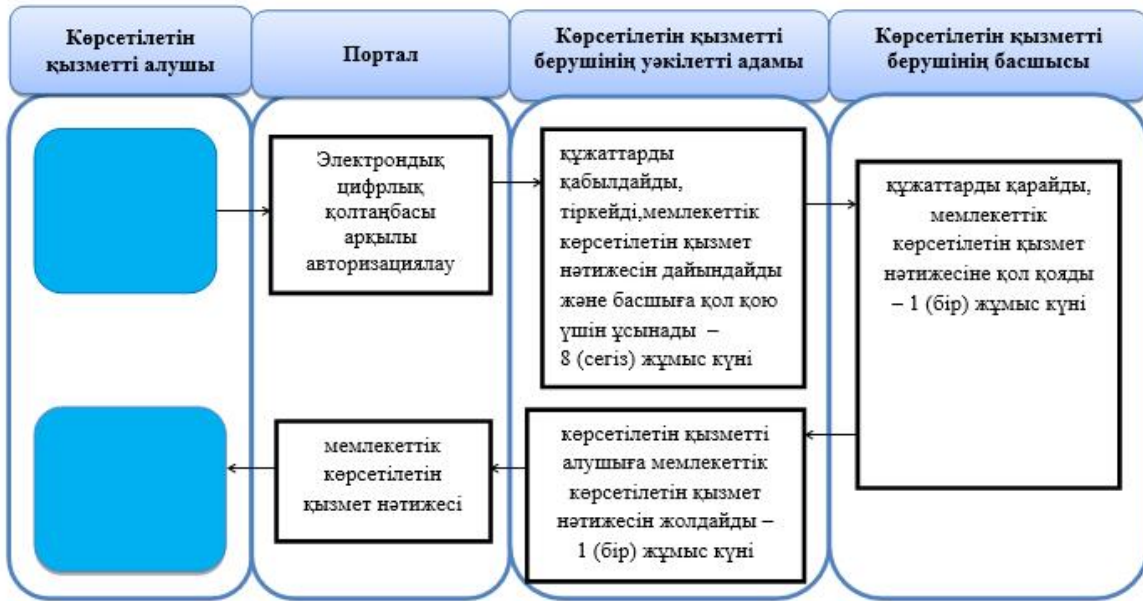 Көрсетілетін
қызметті алушы
Портал
Көрсетілетін қызметті
берушінің уәкілетті адамы
Көрсетілетін қызметті
берушінің басшысы
Электрондық
цифрлық
қолтаңбасы
арқылы
авторизациялау
құжаттарды
қабылдайды,
тіркейді,мемлекеттік
көрсетілетін қызмет
нәтижесін дайындайды
және басшыға қол қою
үшін ұсынады –
8 (сегіз) жұмыс күні
құжаттарды қарайды,
мемлекеттік
көрсетілетін қызмет
нәтижесіне қол қояды
– 1 (бір) жұмыс күні
мемлекеттік
көрсетілетін
қызмет нәтижесі
көрсетілетін қызметті
алушыға мемлекеттік
көрсетілетін қызмет
нәтижесін жолдайды –
1 (бір) жұмыс күні